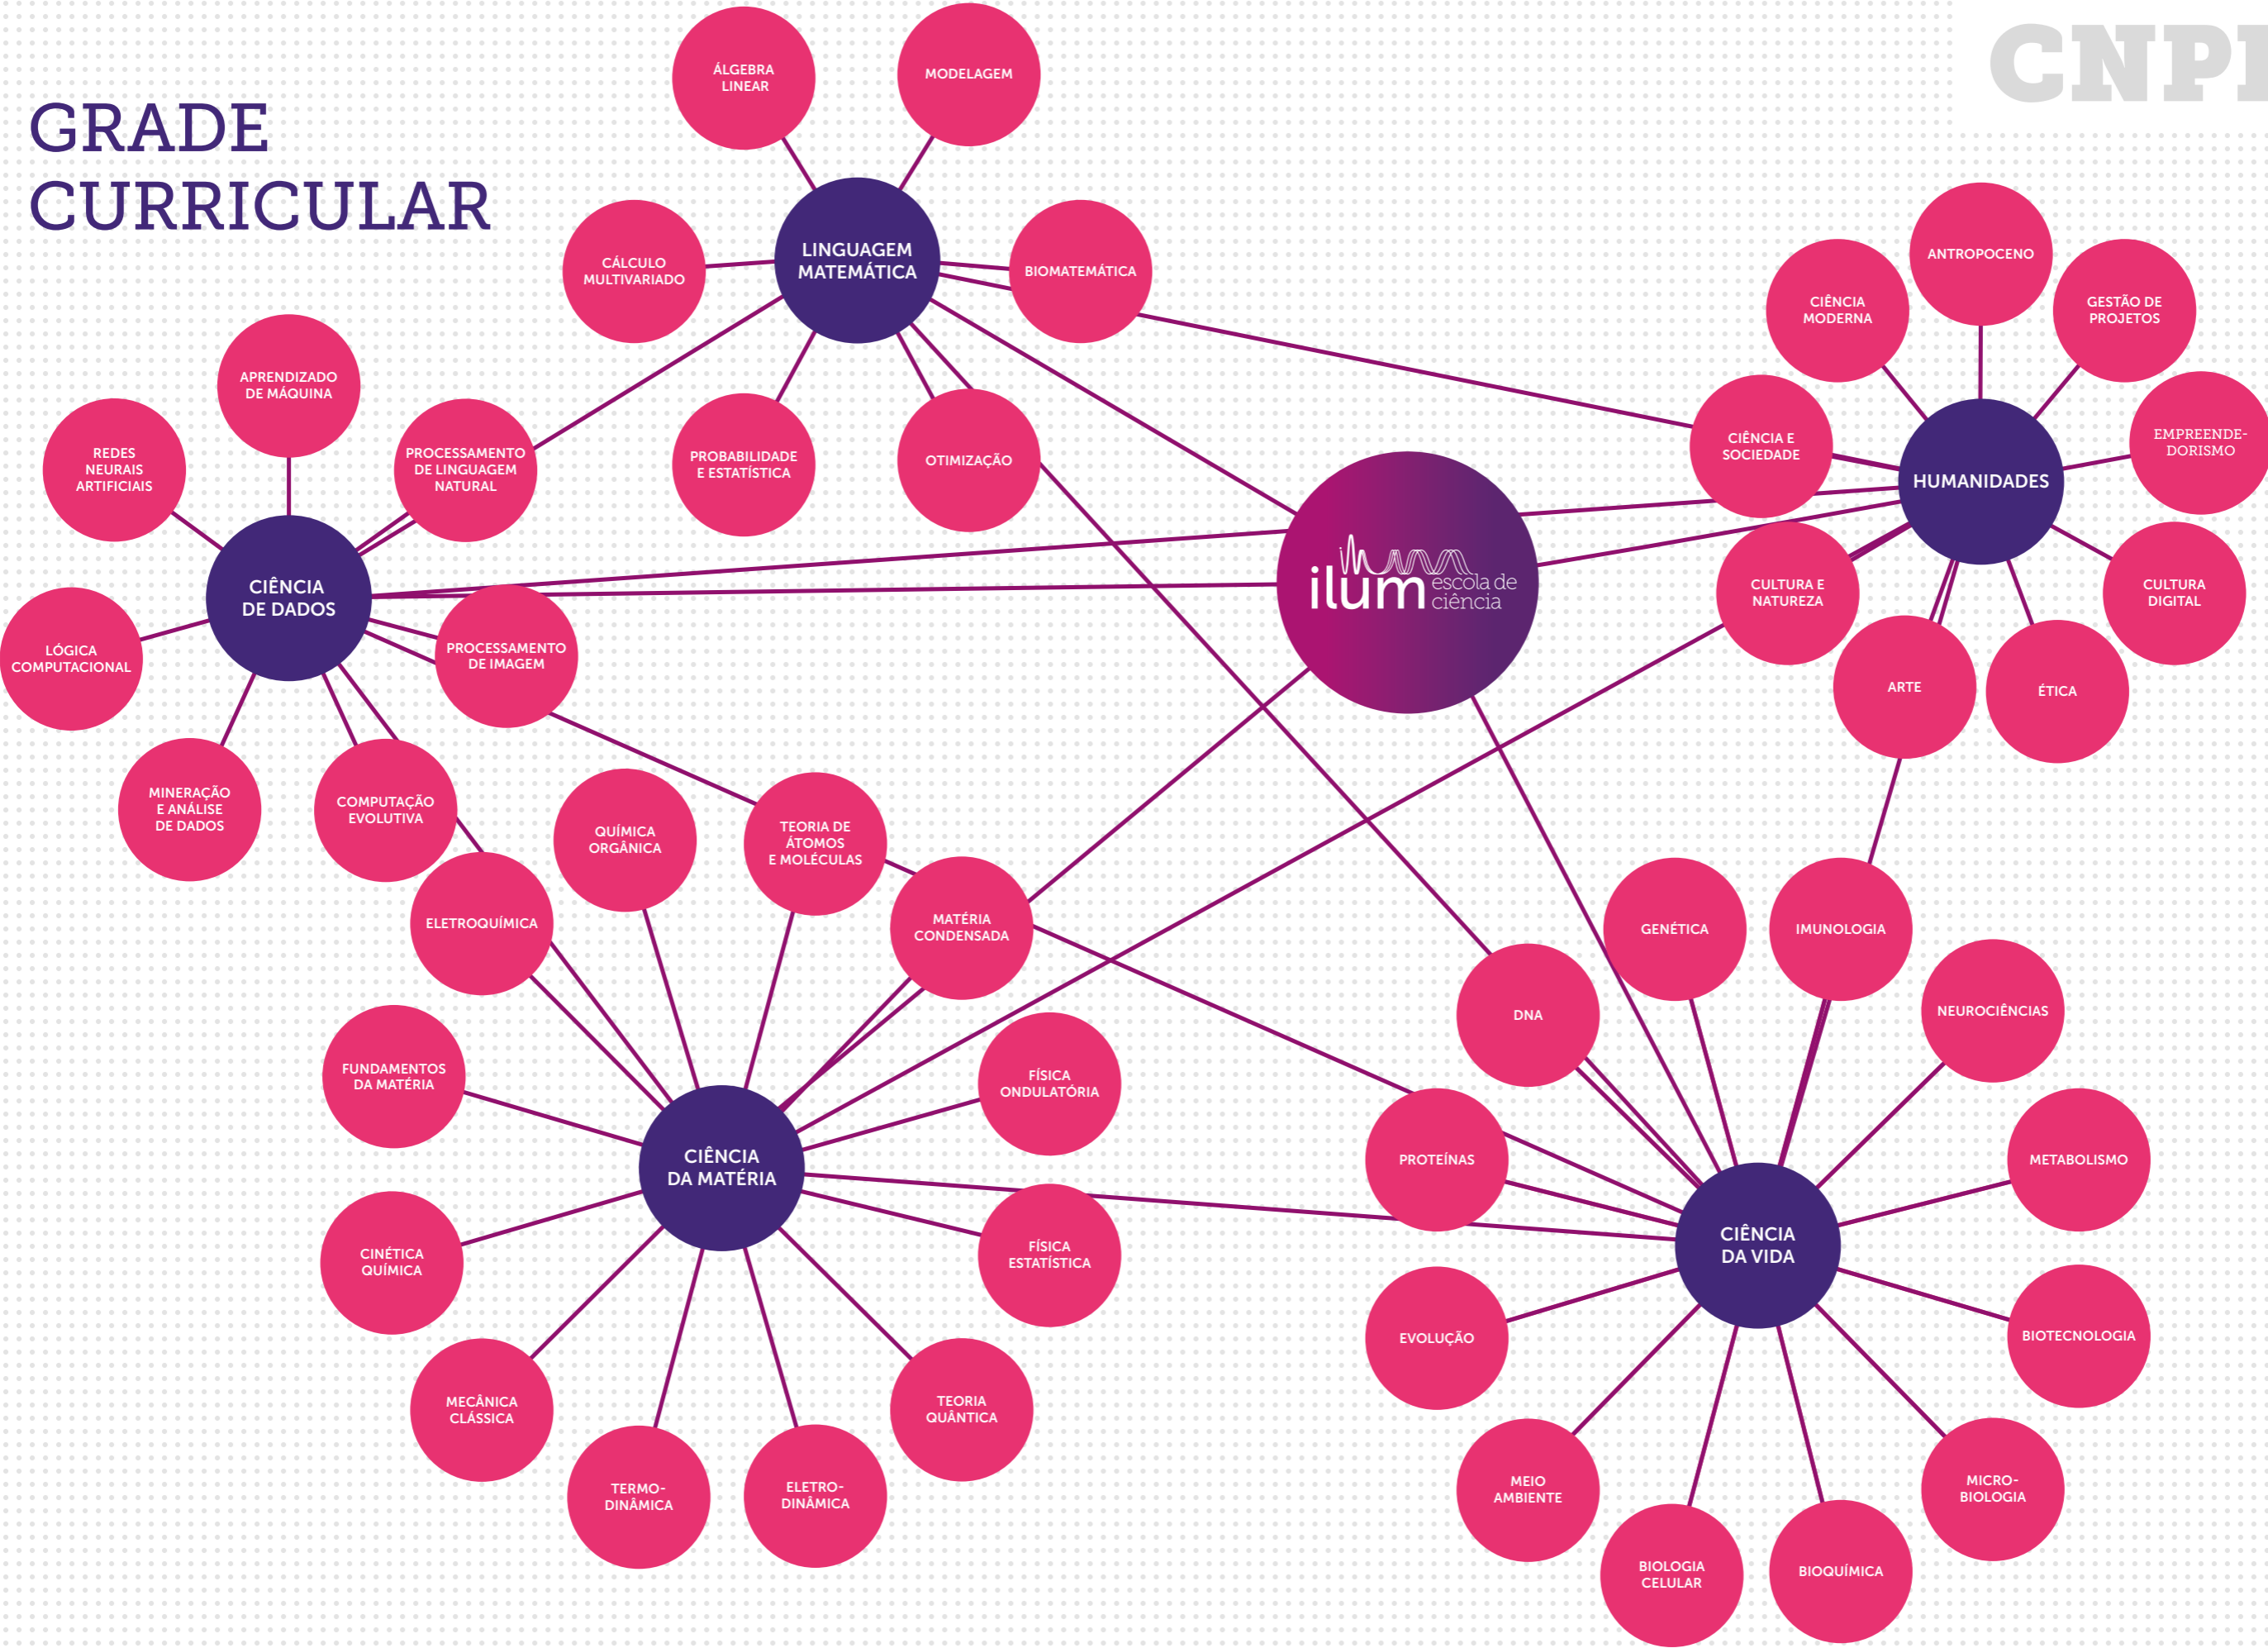 GRADE
CURRICULAR
ÁLGEBRA
LINEAR
MODELAGEM
CÁLCULO
MULTIVARIADO
LINGUAGEM
MATEMÁTICA
BIOMATEMÁTICA
PROBABILIDADE
E ESTATÍSTICA
OTIMIZAÇÃO
APRENDIZADO
DE MÁQUINA
REDES
NEURAIS
ARTIFICIAIS
PROCESSAMENTO
DE LINGUAGEM
NATURAL
CIÊNCIA
DE DADOS
LÓGICA
COMPUTACIONAL
PROCESSAMENTO
DE IMAGEM
MINERAÇÃO
E ANÁLISE
DE DADOS
COMPUTAÇÃO
EVOLUTIVA
ilum escola de
ciência
ANTROPOCENO
CIÊNCIA
MODERNA
GESTÃO DE
PROJETOS
CIÊNCIA E
SOCIEDADE
EMPREENDE-
DORISMO
HUMANIDADES
CULTURA E
NATUREZA
CULTURA
DIGITAL
ARTE
ÉTICA
QUÍMICA
ORGÂNICA
TEORIA DE
ÁTOMOS
E MOLÉCULAS
ELETROQUÍMICA
MATÉRIA
CONDENSADA
FUNDAMENTOS
DA MATÉRIA
FÍSICA
ONDULATÓRIA
CIÊNCIA
DA MATÉRIA
CINÉTICA
QUÍMICA
FÍSICA
ESTATÍSTICA
MECÂNICA
CLÁSSICA
TEORIA
QUÂNTICA
TERMO-
DINÂMICA
ELETRO-
DINÂMICA
GENÉTICA
IMUNOLOGIA
DNA
NEUROCIÊNCIAS
PROTEÍNAS
METABOLISMO
CIÊNCIA
DA VIDA
EVOLUÇÃO
BIOTECNOLOGIA
MEIO
AMBIENTE
MICRO-
BIOLOGIA
BIOLOGIA
CELULAR
BIOQUÍMICA